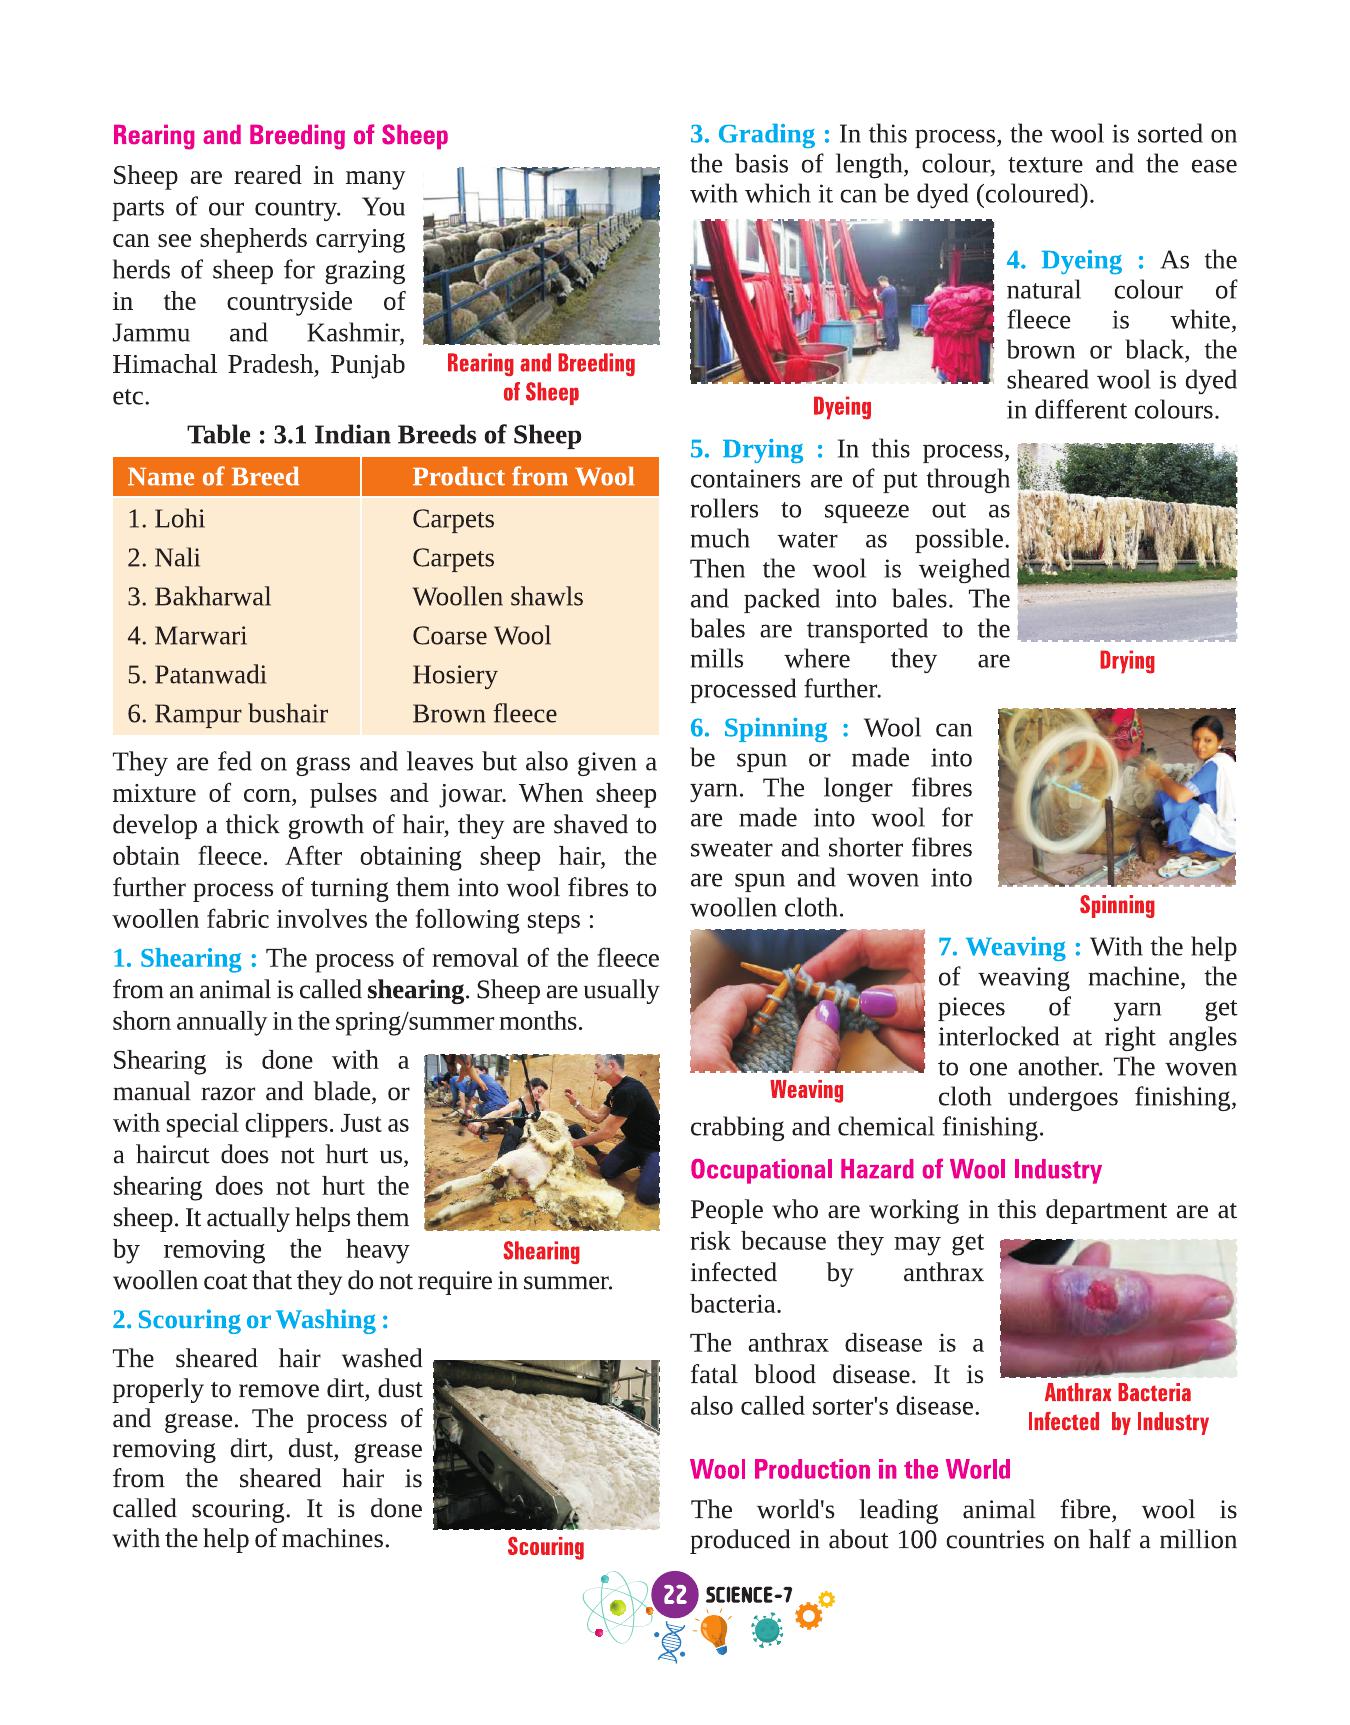 Rearing and Breeding of Sheep
Sheep are reared in many
parts of our country. You
can see shepherds carrying
herds of sheep for grazing
in the countryside of
Jammu and Kashmir,
Himachal Pradesh, Punjab
etc.
Rearing and Breeding
of Sheep
Table : 3.1 Indian Breeds of Sheep
Name of Breed Product from Wool
1. Lohi Carpets
2. Nali Carpets
3. Bakharwal Woollen shawls
4. Marwari Coarse Wool
5. Patanwadi Hosiery
6. Rampur bushair Brown fleece
They are fed on grass and leaves but also given a
mixture of corn, pulses and jowar. When sheep
develop a thick growth of hair, they are shaved to
obtain fleece. After obtaining sheep hair, the
further process of turning them into wool fibres to
woollen fabric involves the following steps :
1. Shearing : The process of removal of the fleece
from an animal is called shearing. Sheep are usually
shorn annually in the spring/summer months.
Shearing is done with a
manual razor and blade, or
with special clippers. Just as
a haircut does not hurt us,
shearing does not hurt the
sheep. It actually helps them
by removing the heavy
woollen coat that they do not require in summer.
Shearing
2. Scouring or Washing :
The sheared hair washed
properly to remove dirt, dust
and grease. The process of
removing dirt, dust, grease
from the sheared hair is
called scouring. It is done
with the help of machines.
Scouring
3. Grading : In this process, the wool is sorted on
the basis of length, colour, texture and the ease
with which it can be dyed (coloured).
Dyeing
4. Dyeing : As the
natural colour of
fleece is white,
brown or black, the
sheared wool is dyed
in different colours.
5. Drying : In this process,
containers are of put through
rollers to squeeze out as
much water as possible.
Then the wool is weighed
and packed into bales. The
bales are transported to the
mills where they are
processed further.
Drying
6. Spinning : Wool can
be spun or made into
yarn. The longer fibres
are made into wool for
sweater and shorter fibres
are spun and woven into
woollen cloth.
Spinning
Weaving
7. Weaving : With the help
of weaving machine, the
pieces of yarn get
interlocked at right angles
to one another. The woven
cloth undergoes finishing,
crabbing and chemical finishing.
Occupational Hazard of Wool Industry
People who are working in this department are at
risk because they may get
infected by anthrax
bacteria.
The anthrax disease is a
fatal blood disease. It is
also called sorter's disease.
Anthrax Bacteria
Infected by Industry
Wool Production in the World
The world's leading animal fibre, wool is
produced in about 100 countries on half a million
22 SCIENCE-7